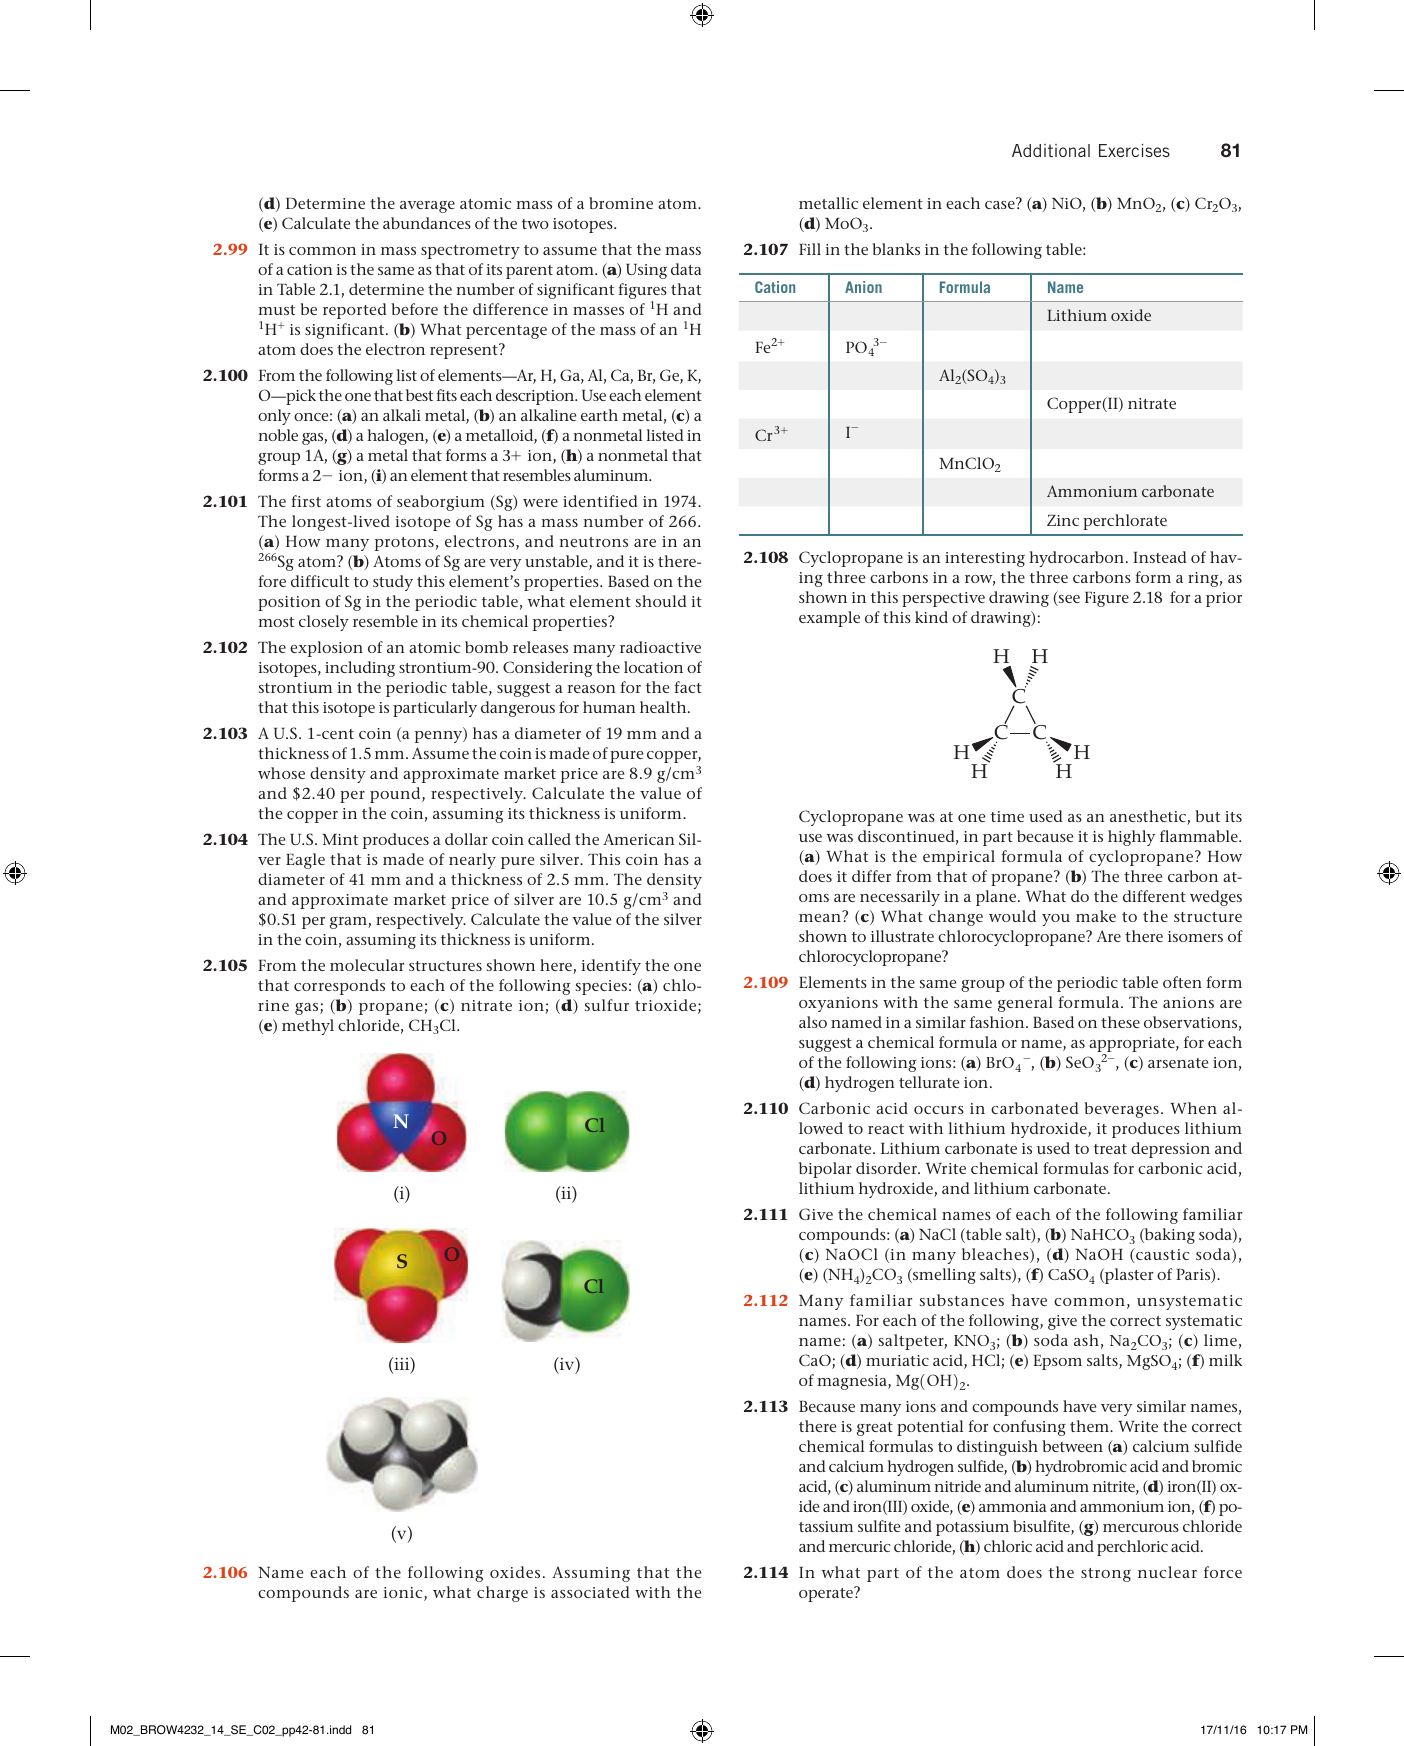 Additional Exercises 81
(d) Determine the average atomic mass of a bromine atom.
(e) Calculate the abundances of the two isotopes.
2.99 It is common in mass spectrometry to assume that the mass
of a cation is the same as that of its parent atom. (a) Using data
in Table 2.1, determine the number of significant figures that
must be reported before the difference in masses of ¹H and
¹H⁺ is significant. (b) What percentage of the mass of an ¹H
atom does the electron represent?
2.100 From the following list of elements—Ar, H, Ga, Al, Ca, Br, Ge, K,
O—pick the one that best fits each description. Use each element
only once: (a) an alkali metal, (b) an alkaline earth metal, (c) a
noble gas, (d) a halogen, (e) a metalloid, (f) a nonmetal listed in
group 1A, (g) a metal that forms a 3+ ion, (h) a nonmetal that
forms a 2− ion, (i) an element that resembles aluminum.
2.101 The first atoms of seaborgium (Sg) were identified in 1974.
The longest-lived isotope of Sg has a mass number of 266.
(a) How many protons, electrons, and neutrons are in an
²⁶⁶Sg atom? (b) Atoms of Sg are very unstable, and it is there-
fore difficult to study this element’s properties. Based on the
position of Sg in the periodic table, what element should it
most closely resemble in its chemical properties?
2.102 The explosion of an atomic bomb releases many radioactive
isotopes, including strontium-90. Considering the location of
strontium in the periodic table, suggest a reason for the fact
that this isotope is particularly dangerous for human health.
2.103 A U.S. 1-cent coin (a penny) has a diameter of 19 mm and a
thickness of 1.5 mm. Assume the coin is made of pure copper,
whose density and approximate market price are 8.9 g/cm³
and $2.40 per pound, respectively. Calculate the value of
the copper in the coin, assuming its thickness is uniform.
2.104 The U.S. Mint produces a dollar coin called the American Sil-
ver Eagle that is made of nearly pure silver. This coin has a
diameter of 41 mm and a thickness of 2.5 mm. The density
and approximate market price of silver are 10.5 g/cm³ and
$0.51 per gram, respectively. Calculate the value of the silver
in the coin, assuming its thickness is uniform.
2.105 From the molecular structures shown here, identify the one
that corresponds to each of the following species: (a) chlo-
rine gas; (b) propane; (c) nitrate ion; (d) sulfur trioxide;
(e) methyl chloride, CH₃Cl.
N O Cl
(i) (ii)
S O Cl
(iii) (iv)
(v)
2.106 Name each of the following oxides. Assuming that the
compounds are ionic, what charge is associated with the
metallic element in each case? (a) NiO, (b) MnO₂, (c) Cr₂O₃,
(d) MoO₃.
2.107 Fill in the blanks in the following table:
Cation Anion Formula Name
Lithium oxide
Fe²⁺ PO₄³⁻
Al₂(SO₄)₃
Copper(II) nitrate
Cr³⁺ I⁻
MnClO₂
Ammonium carbonate
Zinc perchlorate
2.108 Cyclopropane is an interesting hydrocarbon. Instead of hav-
ing three carbons in a row, the three carbons form a ring, as
shown in this perspective drawing (see Figure 2.18 for a prior
example of this kind of drawing):
H H
C
C C
H H
H H
Cyclopropane was at one time used as an anesthetic, but its
use was discontinued, in part because it is highly flammable.
(a) What is the empirical formula of cyclopropane? How
does it differ from that of propane? (b) The three carbon at-
oms are necessarily in a plane. What do the different wedges
mean? (c) What change would you make to the structure
shown to illustrate chlorocyclopropane? Are there isomers of
chlorocyclopropane?
2.109 Elements in the same group of the periodic table often form
oxyanions with the same general formula. The anions are
also named in a similar fashion. Based on these observations,
suggest a chemical formula or name, as appropriate, for each
of the following ions: (a) BrO₄⁻, (b) SeO₃²⁻, (c) arsenate ion,
(d) hydrogen tellurate ion.
2.110 Carbonic acid occurs in carbonated beverages. When al-
lowed to react with lithium hydroxide, it produces lithium
carbonate. Lithium carbonate is used to treat depression and
bipolar disorder. Write chemical formulas for carbonic acid,
lithium hydroxide, and lithium carbonate.
2.111 Give the chemical names of each of the following familiar
compounds: (a) NaCl (table salt), (b) NaHCO₃ (baking soda),
(c) NaOCl (in many bleaches), (d) NaOH (caustic soda),
(e) (NH₄)₂CO₃ (smelling salts), (f) CaSO₄ (plaster of Paris).
2.112 Many familiar substances have common, unsystematic
names. For each of the following, give the correct systematic
name: (a) saltpeter, KNO₃; (b) soda ash, Na₂CO₃; (c) lime,
CaO; (d) muriatic acid, HCl; (e) Epsom salts, MgSO₄; (f) milk
of magnesia, Mg(OH)₂.
2.113 Because many ions and compounds have very similar names,
there is great potential for confusing them. Write the correct
chemical formulas to distinguish between (a) calcium sulfide
and calcium hydrogen sulfide, (b) hydrobromic acid and bromic
acid, (c) aluminum nitride and aluminum nitrite, (d) iron(II) ox-
ide and iron(III) oxide, (e) ammonia and ammonium ion, (f) po-
tassium sulfite and potassium bisulfite, (g) mercurous chloride
and mercuric chloride, (h) chloric acid and perchloric acid.
2.114 In what part of the atom does the strong nuclear force
operate?
M02_BROW4232_14_SE_C02_pp42-81.indd 81 17/11/16 10:17 PM